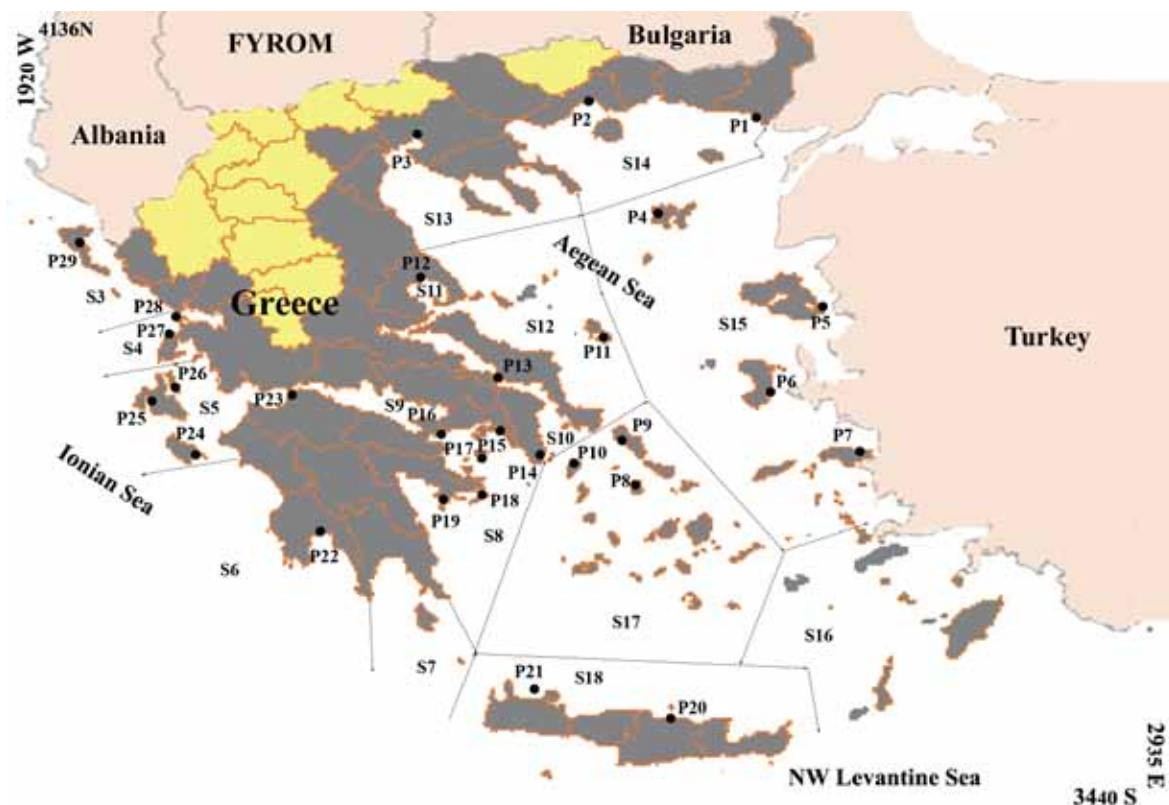 4136N
1920 W
FYROM
Bulgaria
Albania
P2
P1
P3
S14
P4
S13
Aegean Sea
P29
P12
S11
S3
Greece
P28
P27
S4
S12
S15
P5
Turkey
P11
P26
P13
P6
P25
S5
P23
S9
P16
P9
P24
P17
P15
S10
P10
P7
P14
P8
Ionian Sea
P18
P19
S8
P22
S6
S17
S16
S7
P21
S18
P20
NW Levantine Sea
2935 E
3440 S